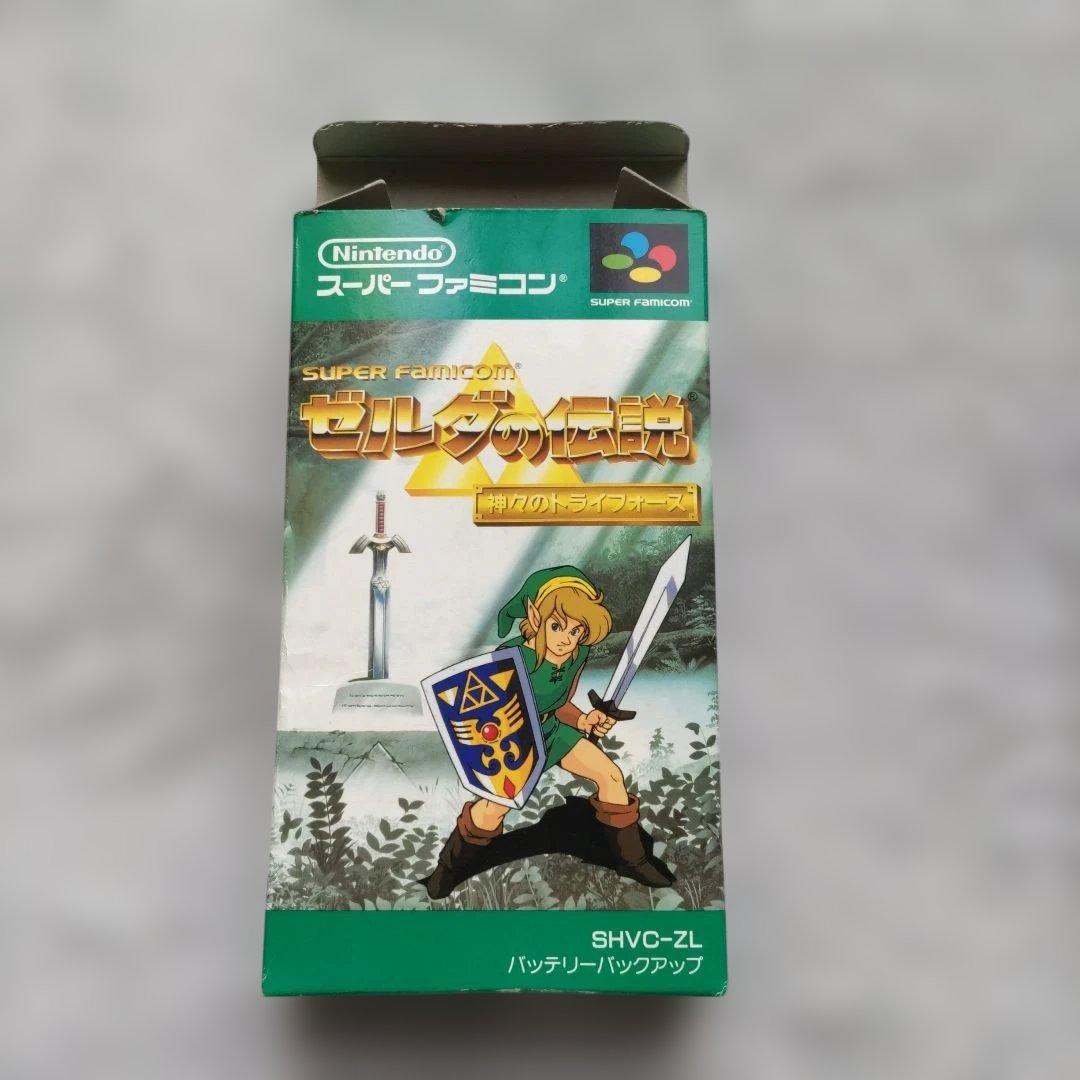 Nintendo®
スーパーファミコン®
SUPER FAMICOM®
SUPER FAMICOM®
ゼルダの伝説®
神々のトライフォース
SHVC-ZL
バッテリーバックアップ